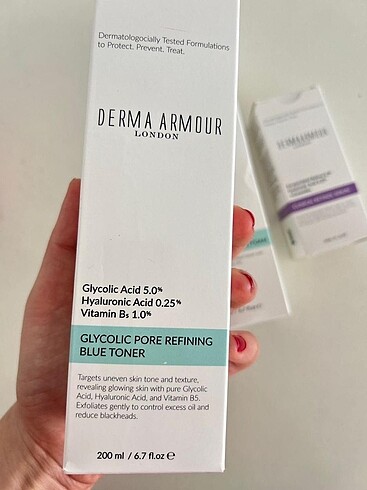 Dermatologocially Tested Formulations
to Protect. Prevent. Treat.
DERMA ARMOUR
LONDON
Glycolic Acid 5.0%
Hyaluronic Acid 0.25%
Vitamin B₅ 1.0%
GLYCOLIC PORE REFINING
BLUE TONER
Targets uneven skin tone and texture,
revealing glowing skin with pure Glycolic
Acid, Hyaluronic Acid, and Vitamin B5.
Exfoliates gently to control excess oil and
reduce blackheads.
200 ml / 6.7 fl.oz ℮
DERMA ARMOUR